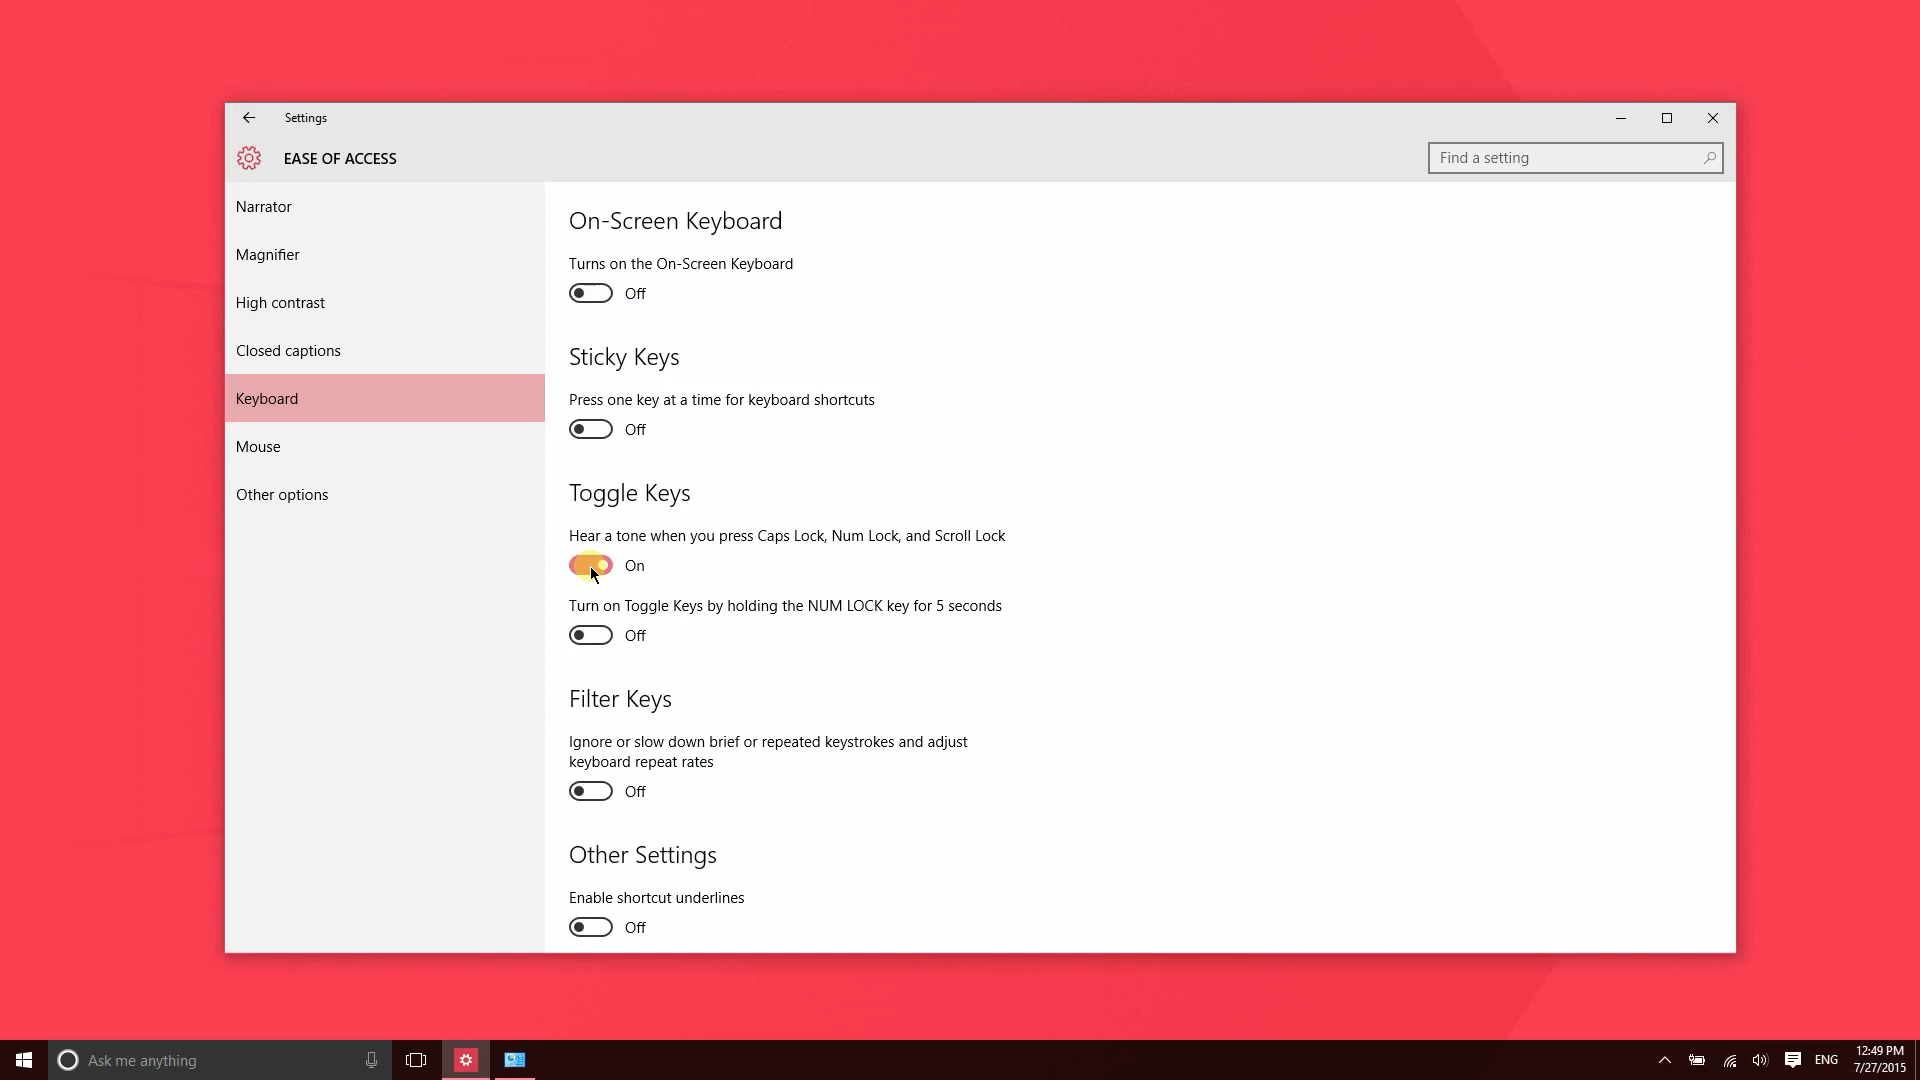 Settings
EASE OF ACCESS
Find a setting
Narrator
Magnifier
High contrast
Closed captions
Keyboard
Mouse
Other options
On-Screen Keyboard
Turns on the On-Screen Keyboard
Off
Sticky Keys
Press one key at a time for keyboard shortcuts
Off
Toggle Keys
Hear a tone when you press Caps Lock, Num Lock, and Scroll Lock
On
Turn on Toggle Keys by holding the NUM LOCK key for 5 seconds
Off
Filter Keys
Ignore or slow down brief or repeated keystrokes and adjust
keyboard repeat rates
Off
Other Settings
Enable shortcut underlines
Off
Ask me anything
ENG
12:49 PM
7/27/2015